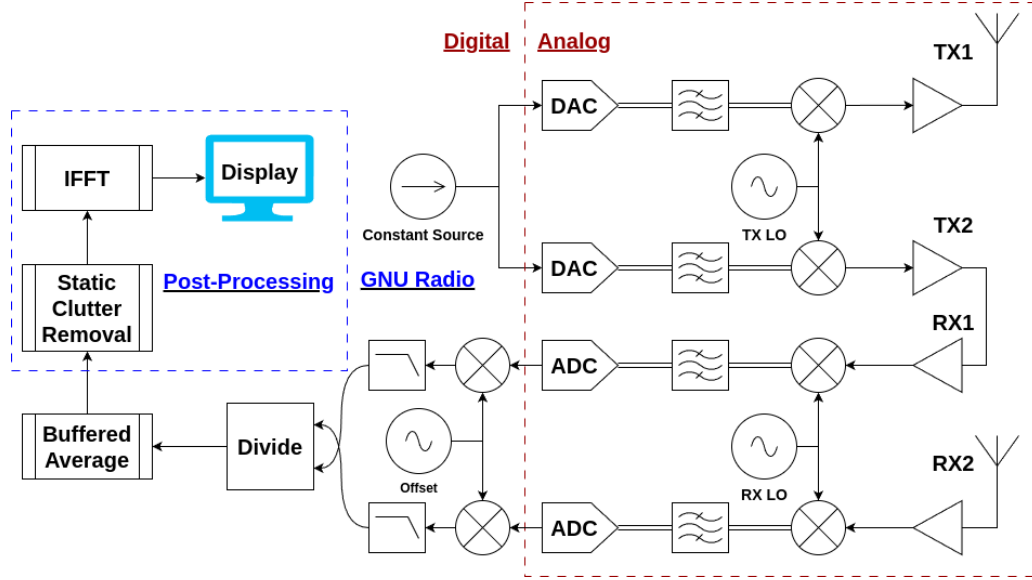 Digital
Analog
TX1
DAC
IFFT
Display
Constant Source
TX LO
TX2
DAC
Static
Clutter
Removal
Post-Processing
GNU Radio
RX1
ADC
Buffered
Average
Divide
Offset
RX LO
RX2
ADC